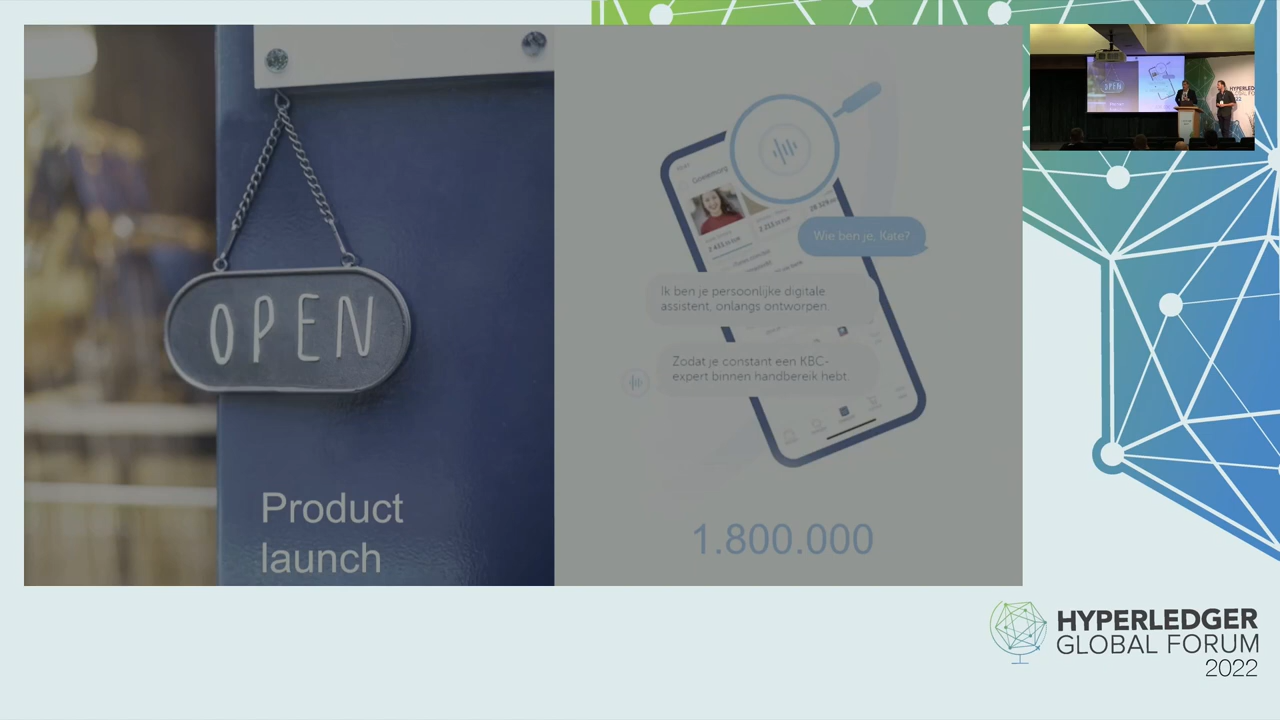 OPEN
Product
launch
Wie ben je, Kate?
Ik ben je persoonlijke digitale
assistent, onlangs ontworpen.
Zodat je constant een KBC-
expert binnen handbereik hebt.
1.800.000
HYPERLEDGER
GLOBAL FORUM
2022